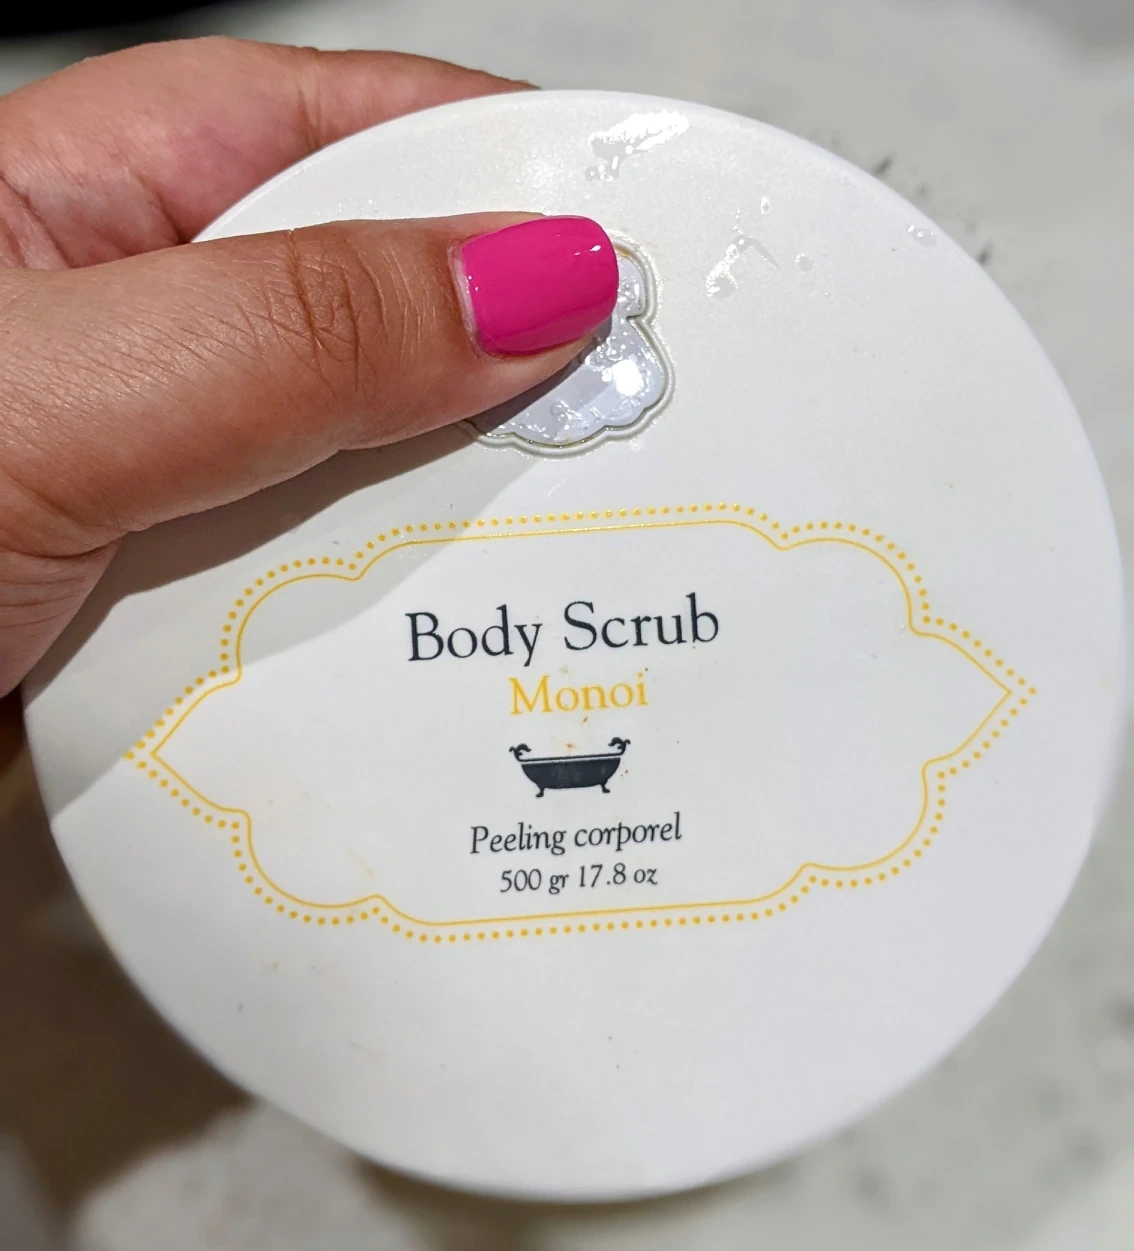 Body Scrub
Monoi
Peeling corporel
500 gr 17.8 oz